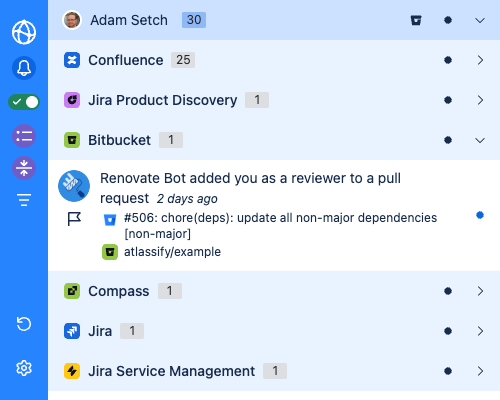 Adam Setch 30
Confluence 25
Jira Product Discovery 1
Bitbucket 1
Renovate Bot added you as a reviewer to a pull
request 2 days ago
#506: chore(deps): update all non-major dependencies
[non-major]
atlassify/example
Compass 1
Jira 1
Jira Service Management 1